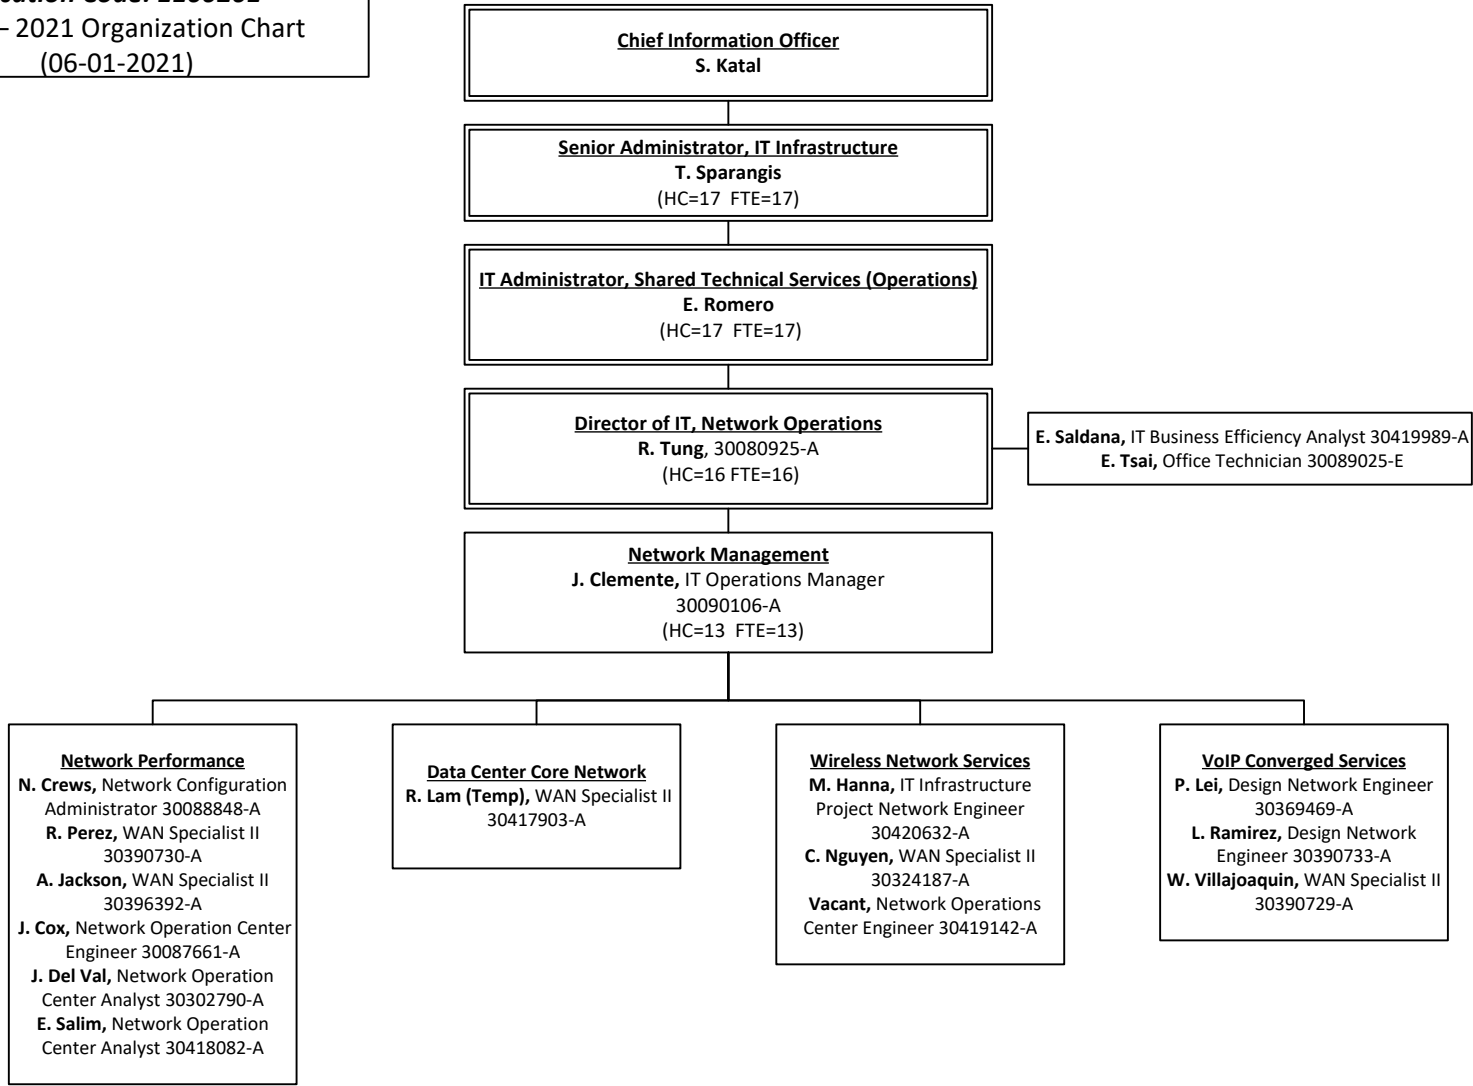 2021 Organization Chart
(06-01-2021)
Chief Information Officer
S. Katal
Senior Administrator, IT Infrastructure
T. Sparangis
(HC=17 FTE=17)
IT Administrator, Shared Technical Services (Operations)
E. Romero
(HC=17 FTE=17)
Director of IT, Network Operations
R. Tung, 30080925-A
(HC=16 FTE=16)
E. Saldana, IT Business Efficiency Analyst 30419989-A
E. Tsai, Office Technician 30089025-E
Network Management
J. Clemente, IT Operations Manager
30090106-A
(HC=13 FTE=13)
Network Performance
N. Crews, Network Configuration
Administrator 30088848-A
R. Perez, WAN Specialist II
30390730-A
A. Jackson, WAN Specialist II
30396392-A
J. Cox, Network Operation Center
Engineer 30087661-A
J. Del Val, Network Operation
Center Analyst 30302790-A
E. Salim, Network Operation
Center Analyst 30418082-A
Data Center Core Network
R. Lam (Temp), WAN Specialist II
30417903-A
Wireless Network Services
M. Hanna, IT Infrastructure
Project Network Engineer
30420632-A
C. Nguyen, WAN Specialist II
30324187-A
Vacant, Network Operations
Center Engineer 30419142-A
VoIP Converged Services
P. Lei, Design Network Engineer
30369469-A
L. Ramirez, Design Network
Engineer 30390733-A
W. Villajoaquin, WAN Specialist II
30390729-A